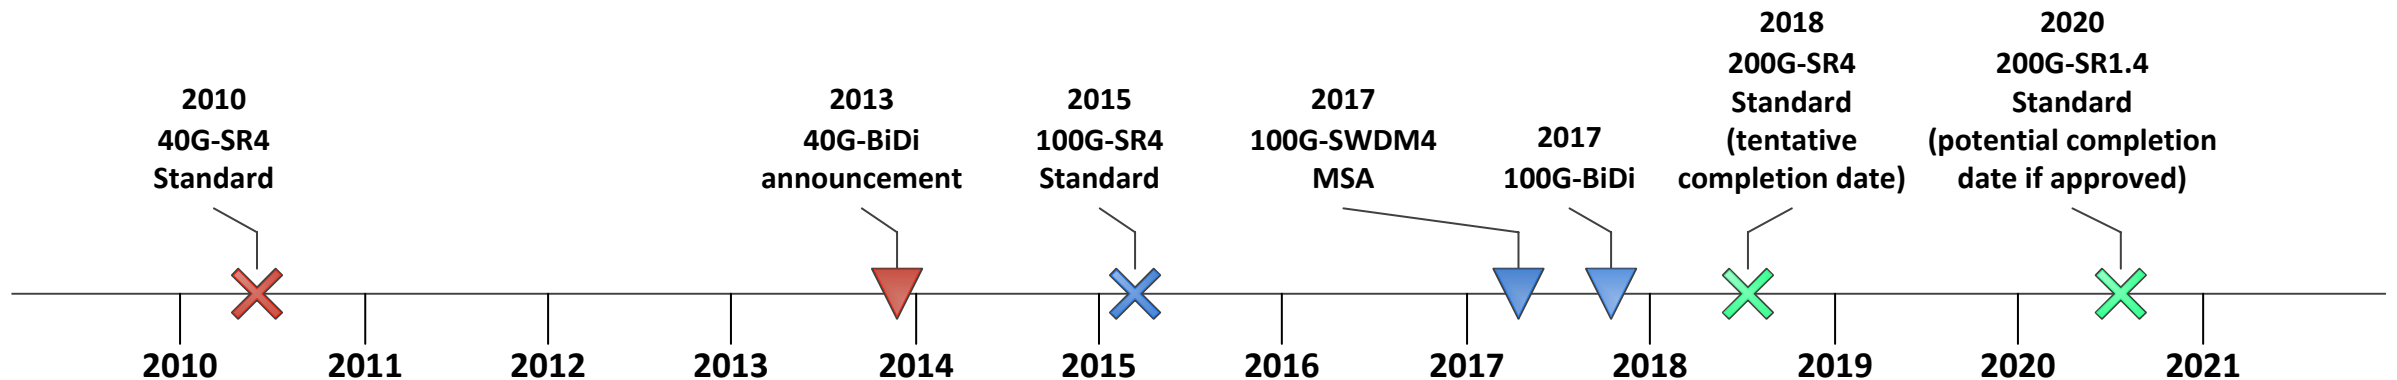 2010
40G-SR4
Standard
2013
40G-BiDi
announcement
2015
100G-SR4
Standard
2017
100G-SWDM4
MSA
2017
100G-BiDi
2018
200G-SR4
Standard
(tentative
completion date)
2020
200G-SR1.4
Standard
(potential completion
date if approved)
2010
2011
2012
2013
2014
2015
2016
2017
2018
2019
2020
2021